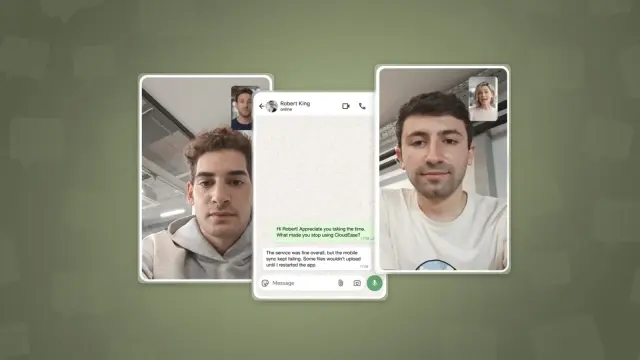 Robert King
online
Hi Robert! Appreciate you taking the time.
What made you stop using CloudEase?
The service was fine overall, but the mobile
sync kept failing. Some files wouldn't upload
until I restarted the app.
Message